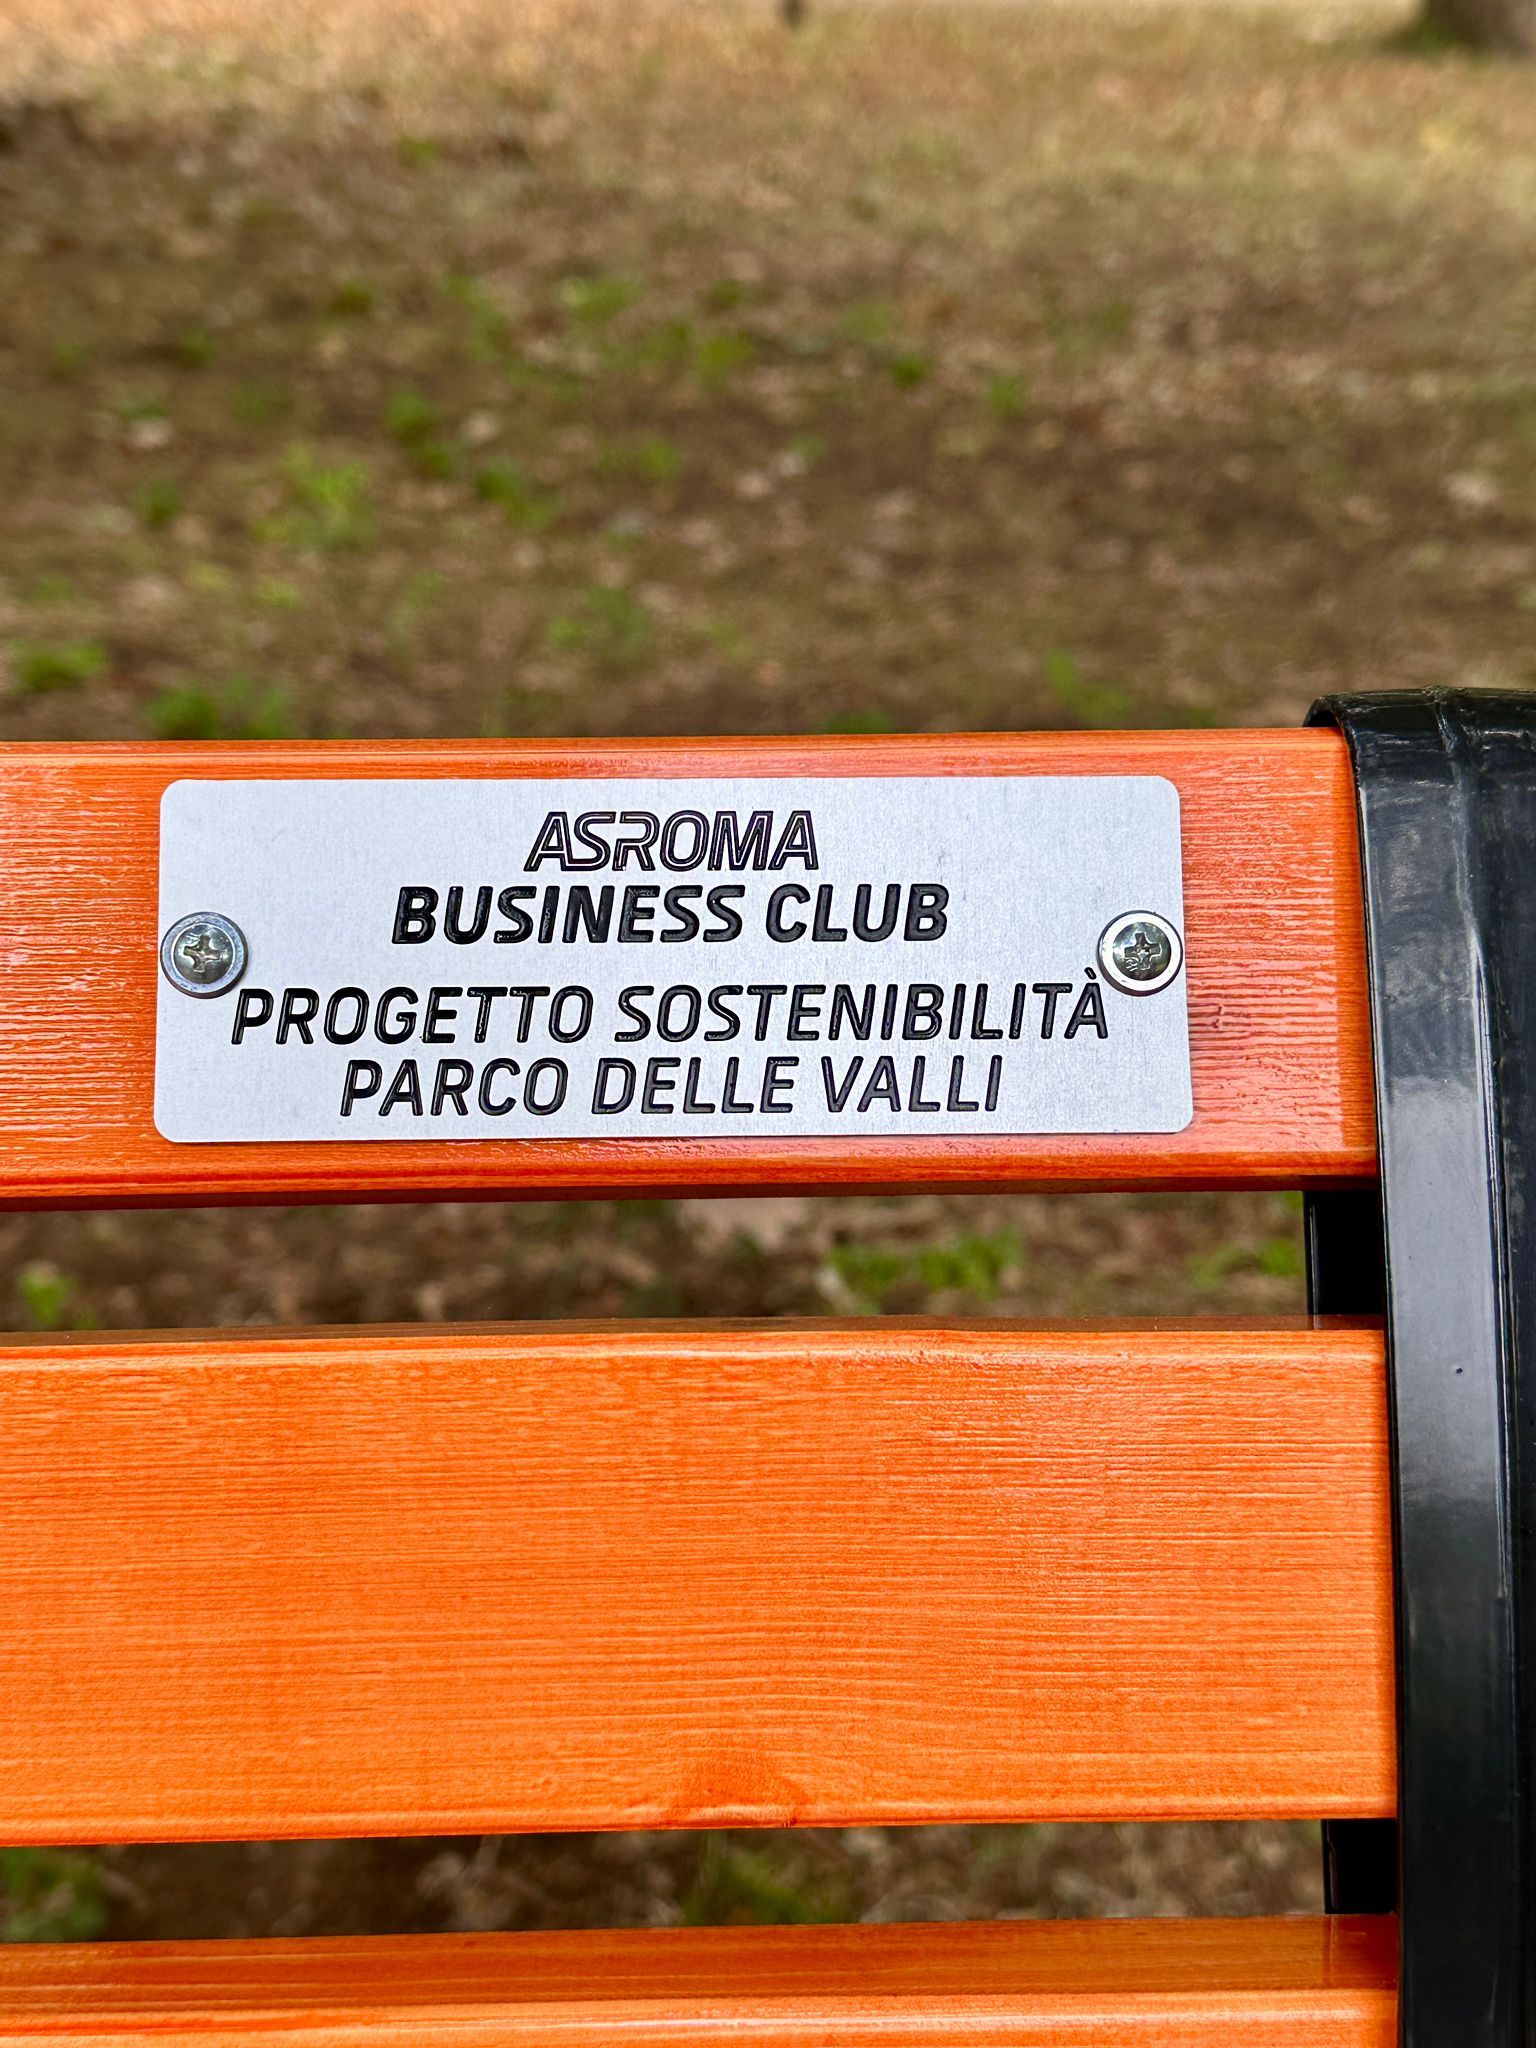 ASROMA
BUSINESS CLUB
PROGETTO SOSTENIBILITÀ
PARCO DELLE VALLI